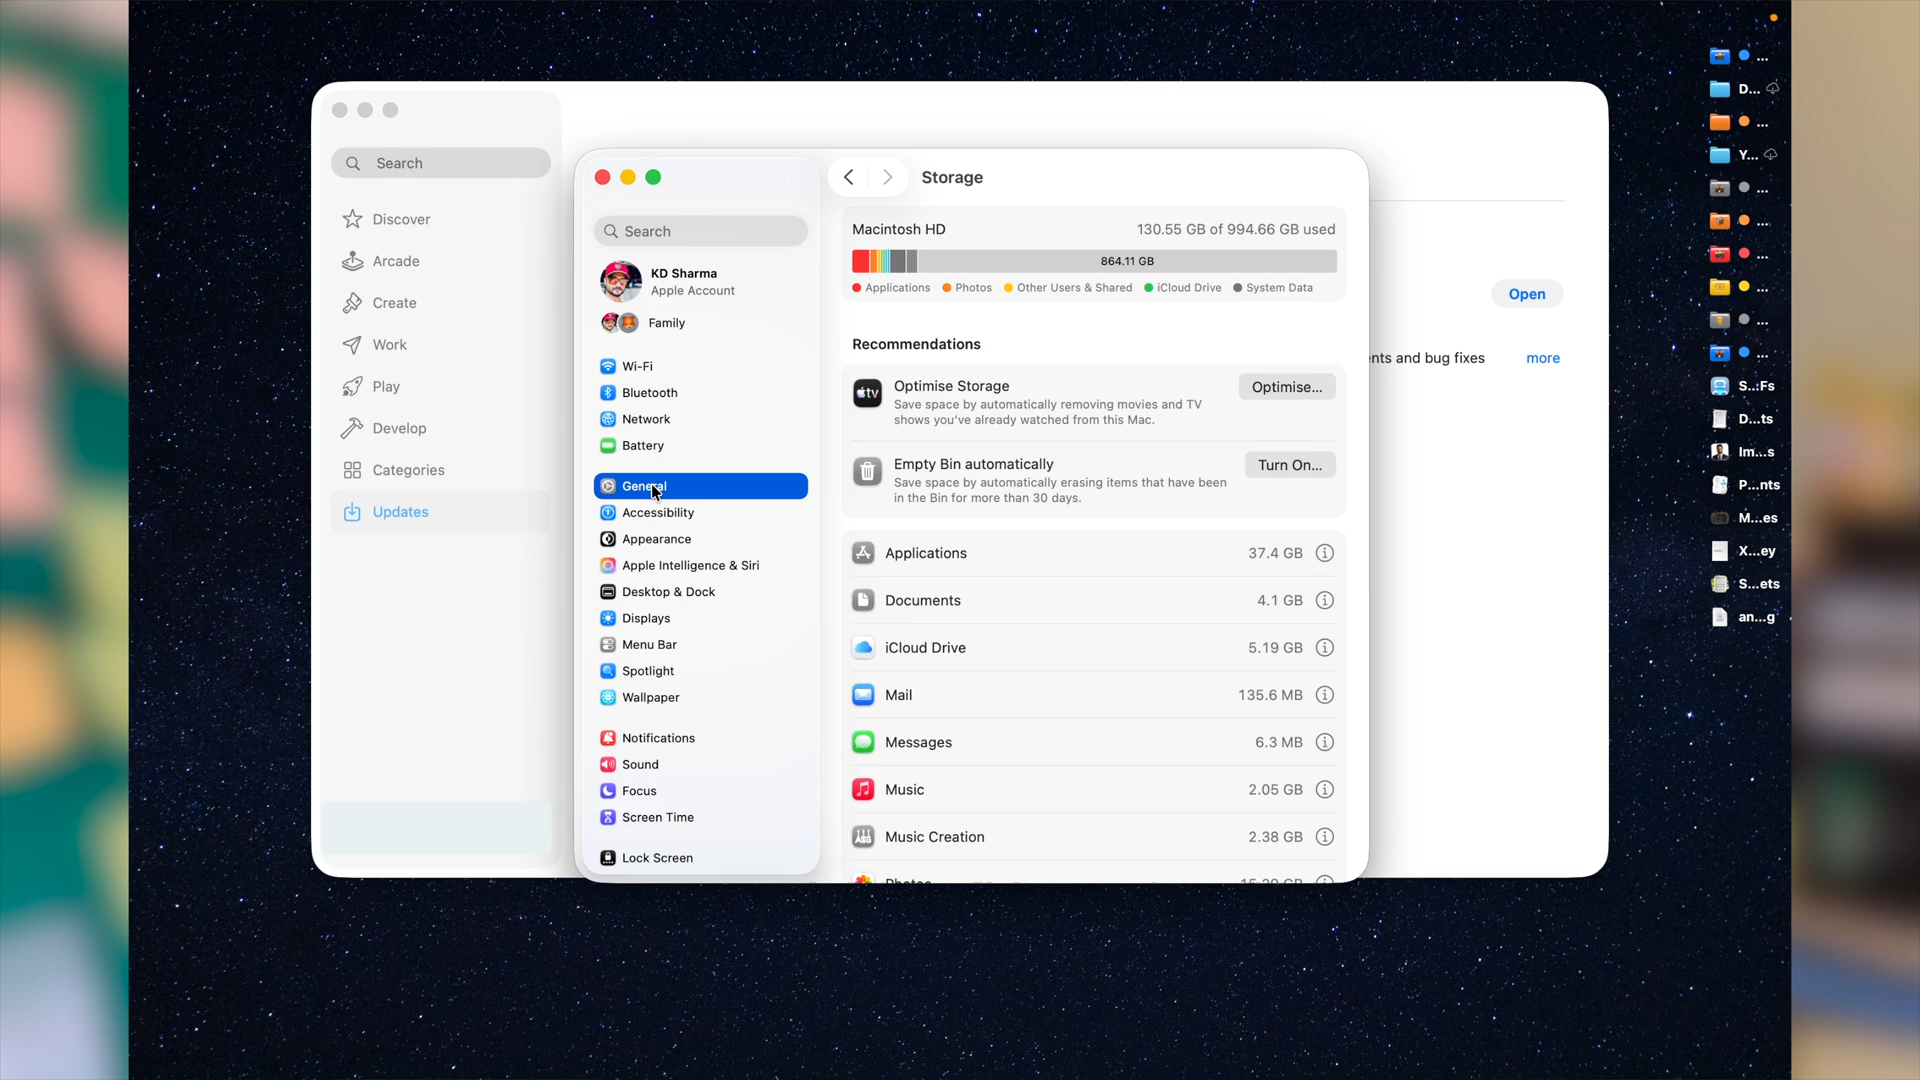 Search
Discover
Arcade
Create
Work
Play
Develop
Categories
Updates
Search
KD Sharma
Apple Account
Family
Wi-Fi
Bluetooth
Network
Battery
General
Accessibility
Appearance
Apple Intelligence & Siri
Desktop & Dock
Displays
Menu Bar
Spotlight
Wallpaper
Notifications
Sound
Focus
Screen Time
Lock Screen
Storage
Macintosh HD 130.55 GB of 994.66 GB used
864.11 GB
Applications Photos Other Users & Shared iCloud Drive System Data
Recommendations
tv
Optimise Storage Optimise...
Save space by automatically removing movies and TV
shows you've already watched from this Mac.
Empty Bin automatically Turn On...
Save space by automatically erasing items that have been
in the Bin for more than 30 days.
Applications 37.4 GB
Documents 4.1 GB
iCloud Drive 5.19 GB
Mail 135.6 MB
Messages 6.3 MB
Music 2.05 GB
Music Creation 2.38 GB
Open
nts and bug fixes more
...
D...
...
Y...
...
...
...
...
...
...
S...Fs
D...ts
Im...s
P...nts
M...es
X...ey
S...ets
an...g